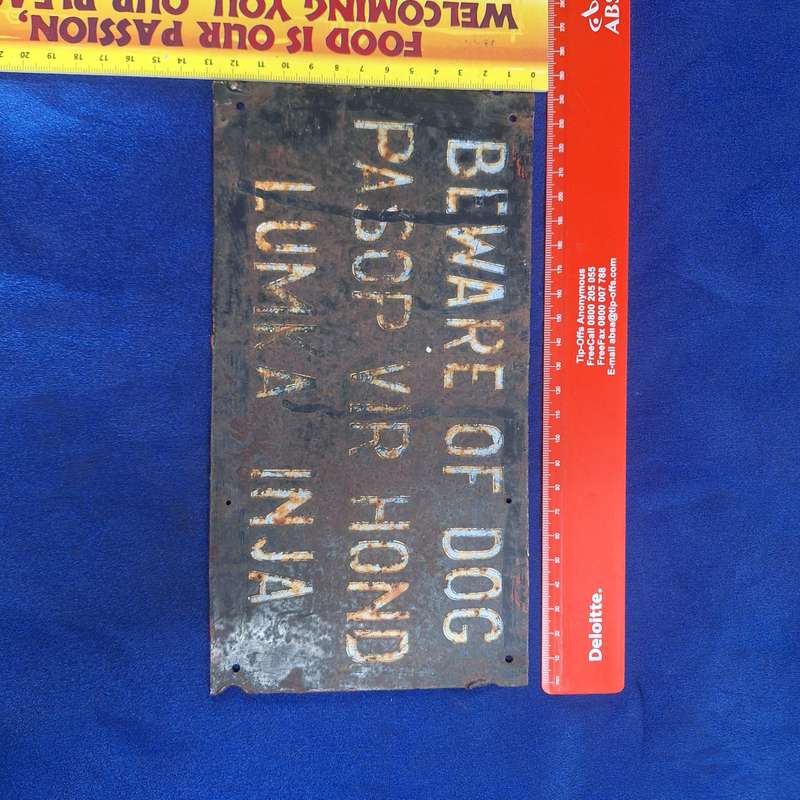 BEWARE OF DOG
PASOP VIR HOND
LUMKA INJA
FOOD IS OUR PASSION,
WELCOMING YOU, OUR
Tip-Offs Anonymous
FreeCall 0800 205 055
FreeFax 0800 007 788
E-mail absa@tip-offs.com
Deloitte.